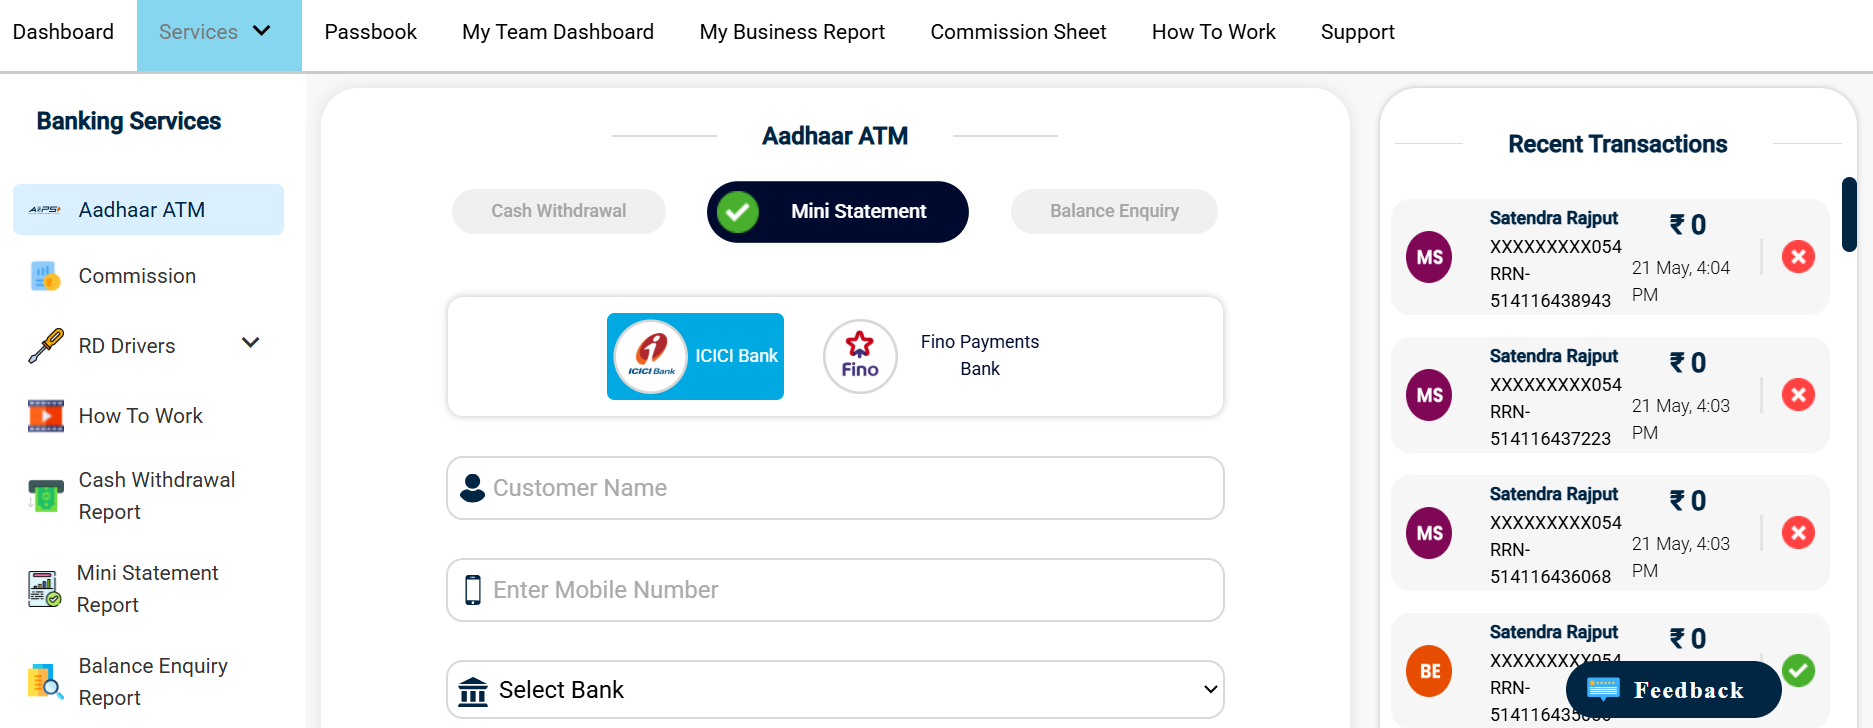 Dashboard
Services
Passbook
My Team Dashboard
My Business Report
Commission Sheet
How To Work
Support
Banking Services
AEPS
Aadhaar ATM
Commission
RD Drivers
How To Work
Cash Withdrawal
Report
Mini Statement
Report
Balance Enquiry
Report
Aadhaar ATM
Cash Withdrawal
Mini Statement
Balance Enquiry
ICICI Bank
ICICI Bank
Fino
Fino Payments
Bank
Customer Name
Enter Mobile Number
Select Bank
Recent Transactions
MS
Satendra Rajput
XXXXXXXXX054
RRN-
514116438943
₹ 0
21 May, 4:04
PM
MS
Satendra Rajput
XXXXXXXXX054
RRN-
514116437223
₹ 0
21 May, 4:03
PM
MS
Satendra Rajput
XXXXXXXXX054
RRN-
514116436068
₹ 0
21 May, 4:03
PM
BE
Satendra Rajput
XXXXXXXXX054
RRN-
₹ 0
Feedback